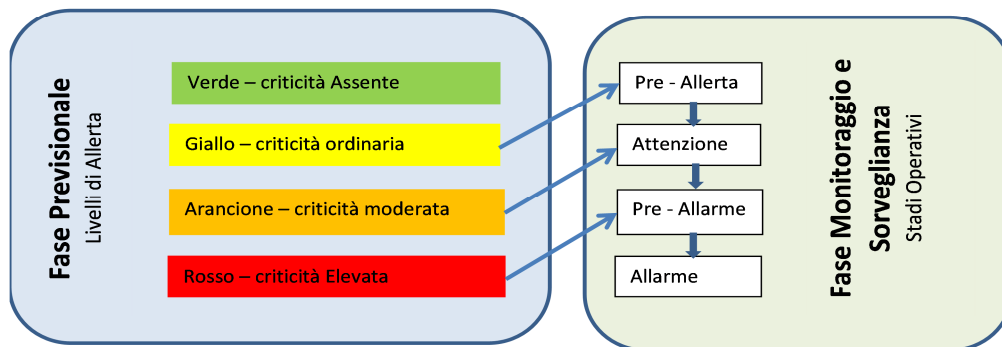 Fase Previsionale
Livelli di Allerta
Verde – criticità Assente
Giallo – criticità ordinaria
Arancione – criticità moderata
Rosso – criticità Elevata
Pre - Allerta
Attenzione
Pre - Allarme
Allarme
Fase Monitoraggio e
Sorveglianza
Stadi Operativi